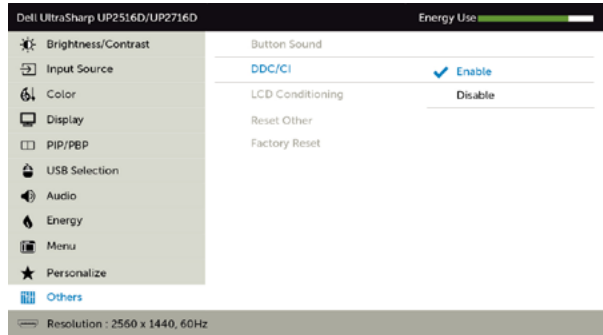 Dell UltraSharp UP2516D/UP2716D Energy Use
Brightness/Contrast Button Sound
Input Source DDC/CI Enable
Color LCD Conditioning Disable
Display Reset Other
PIP/PBP Factory Reset
USB Selection
Audio
Energy
Menu
Personalize
Others
Resolution : 2560 x 1440, 60Hz